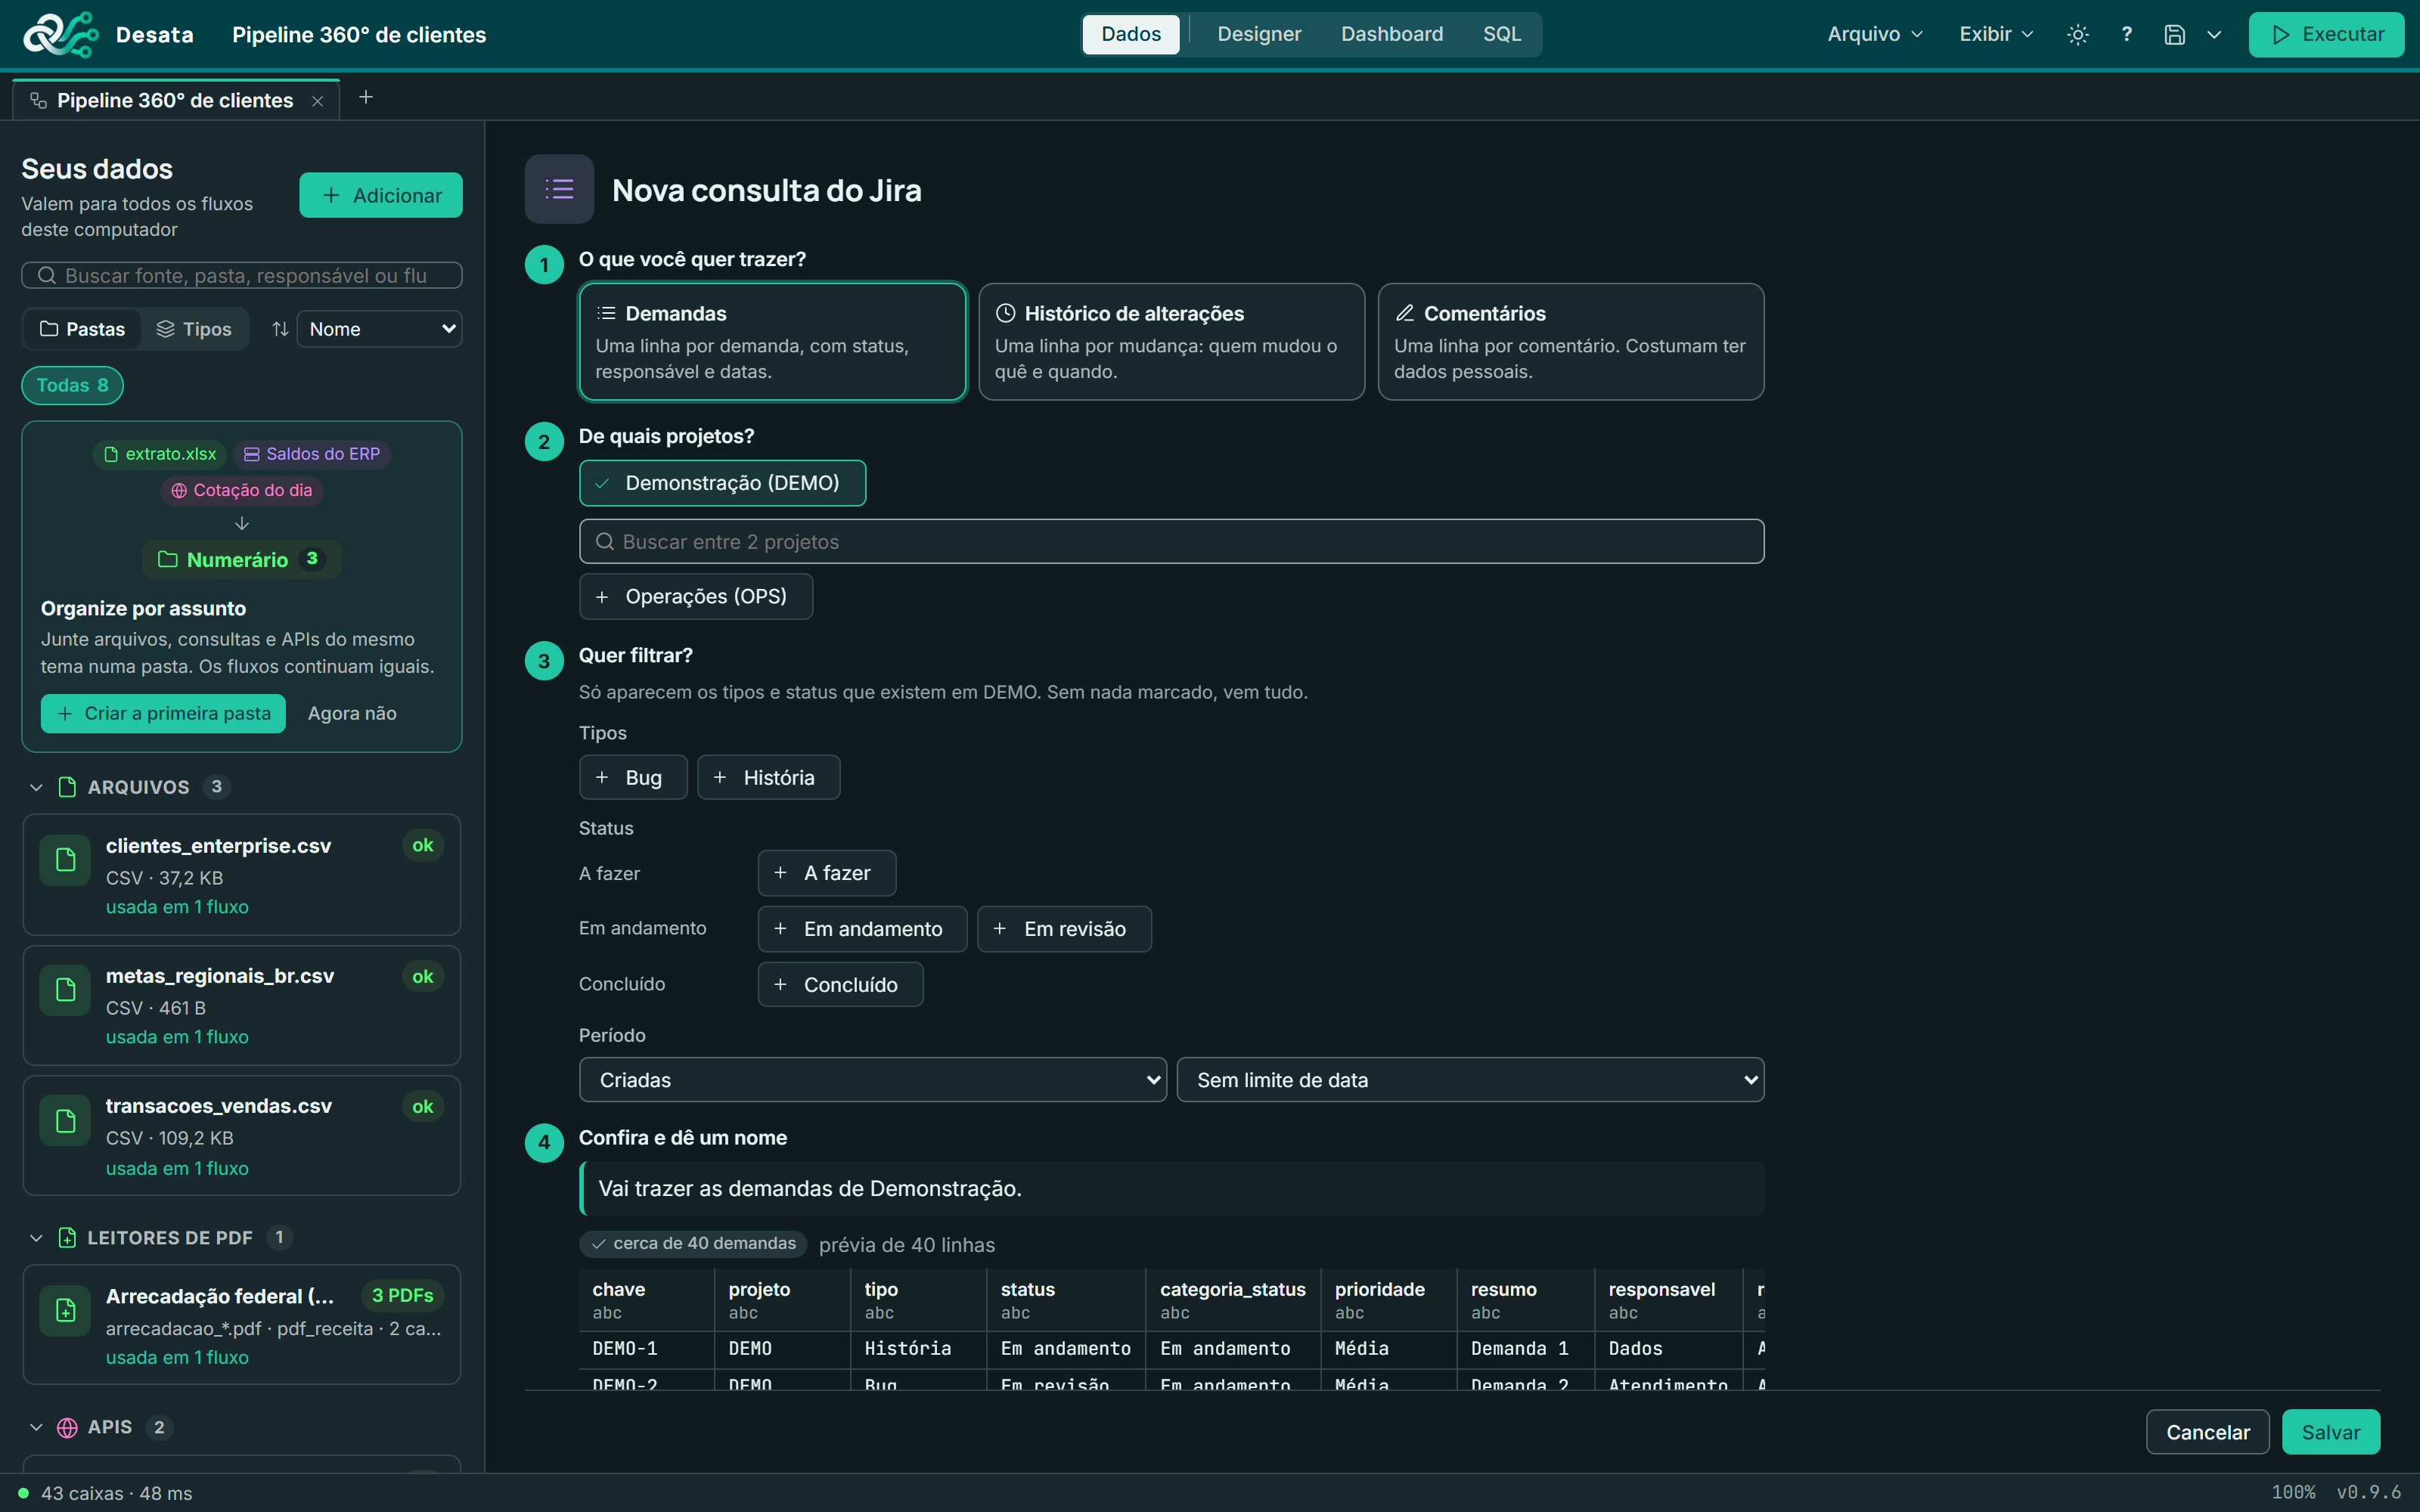 Desata
Pipeline 360° de clientes
Dados
Designer
Dashboard
SQL
Arquivo
Exibir
?
Executar
Pipeline 360° de clientes
Seus dados
Valem para todos os fluxos
deste computador
Adicionar
Buscar fonte, pasta, responsável ou flu
Pastas
Tipos
Nome
Todas 8
extrato.xlsx
Saldos do ERP
Cotação do dia
Numerário 3
Organize por assunto
Junte arquivos, consultas e APIs do mesmo
tema numa pasta. Os fluxos continuam iguais.
Criar a primeira pasta
Agora não
ARQUIVOS 3
clientes_enterprise.csv
ok
CSV · 37,2 KB
usada em 1 fluxo
metas_regionais_br.csv
ok
CSV · 461 B
usada em 1 fluxo
transacoes_vendas.csv
ok
CSV · 109,2 KB
usada em 1 fluxo
LEITORES DE PDF 1
Arrecadação federal (...
3 PDFs
arrecadacao_*.pdf · pdf_receita · 2 ca...
usada em 1 fluxo
APIS 2
Nova consulta do Jira
1 O que você quer trazer?
Demandas
Uma linha por demanda, com status,
responsável e datas.
Histórico de alterações
Uma linha por mudança: quem mudou o
quê e quando.
Comentários
Uma linha por comentário. Costumam ter
dados pessoais.
2 De quais projetos?
Demonstração (DEMO)
Buscar entre 2 projetos
Operações (OPS)
3 Quer filtrar?
Só aparecem os tipos e status que existem em DEMO. Sem nada marcado, vem tudo.
Tipos
Bug
História
Status
A fazer
A fazer
Em andamento
Em andamento
Em revisão
Concluído
Concluído
Período
Criadas
Sem limite de data
4 Confira e dê um nome
Vai trazer as demandas de Demonstração.
cerca de 40 demandas
prévia de 40 linhas
chave projeto tipo status categoria_status prioridade resumo responsavel r
abc abc abc abc abc abc abc abc a
DEMO-1 DEMO História Em andamento Em andamento Média Demanda 1 Dados A
DEMO-2 DEMO Bug Em revisão Em andamento Média Demanda 2 Atendimento A
Cancelar
Salvar
43 caixas · 48 ms
100%
v0.9.6